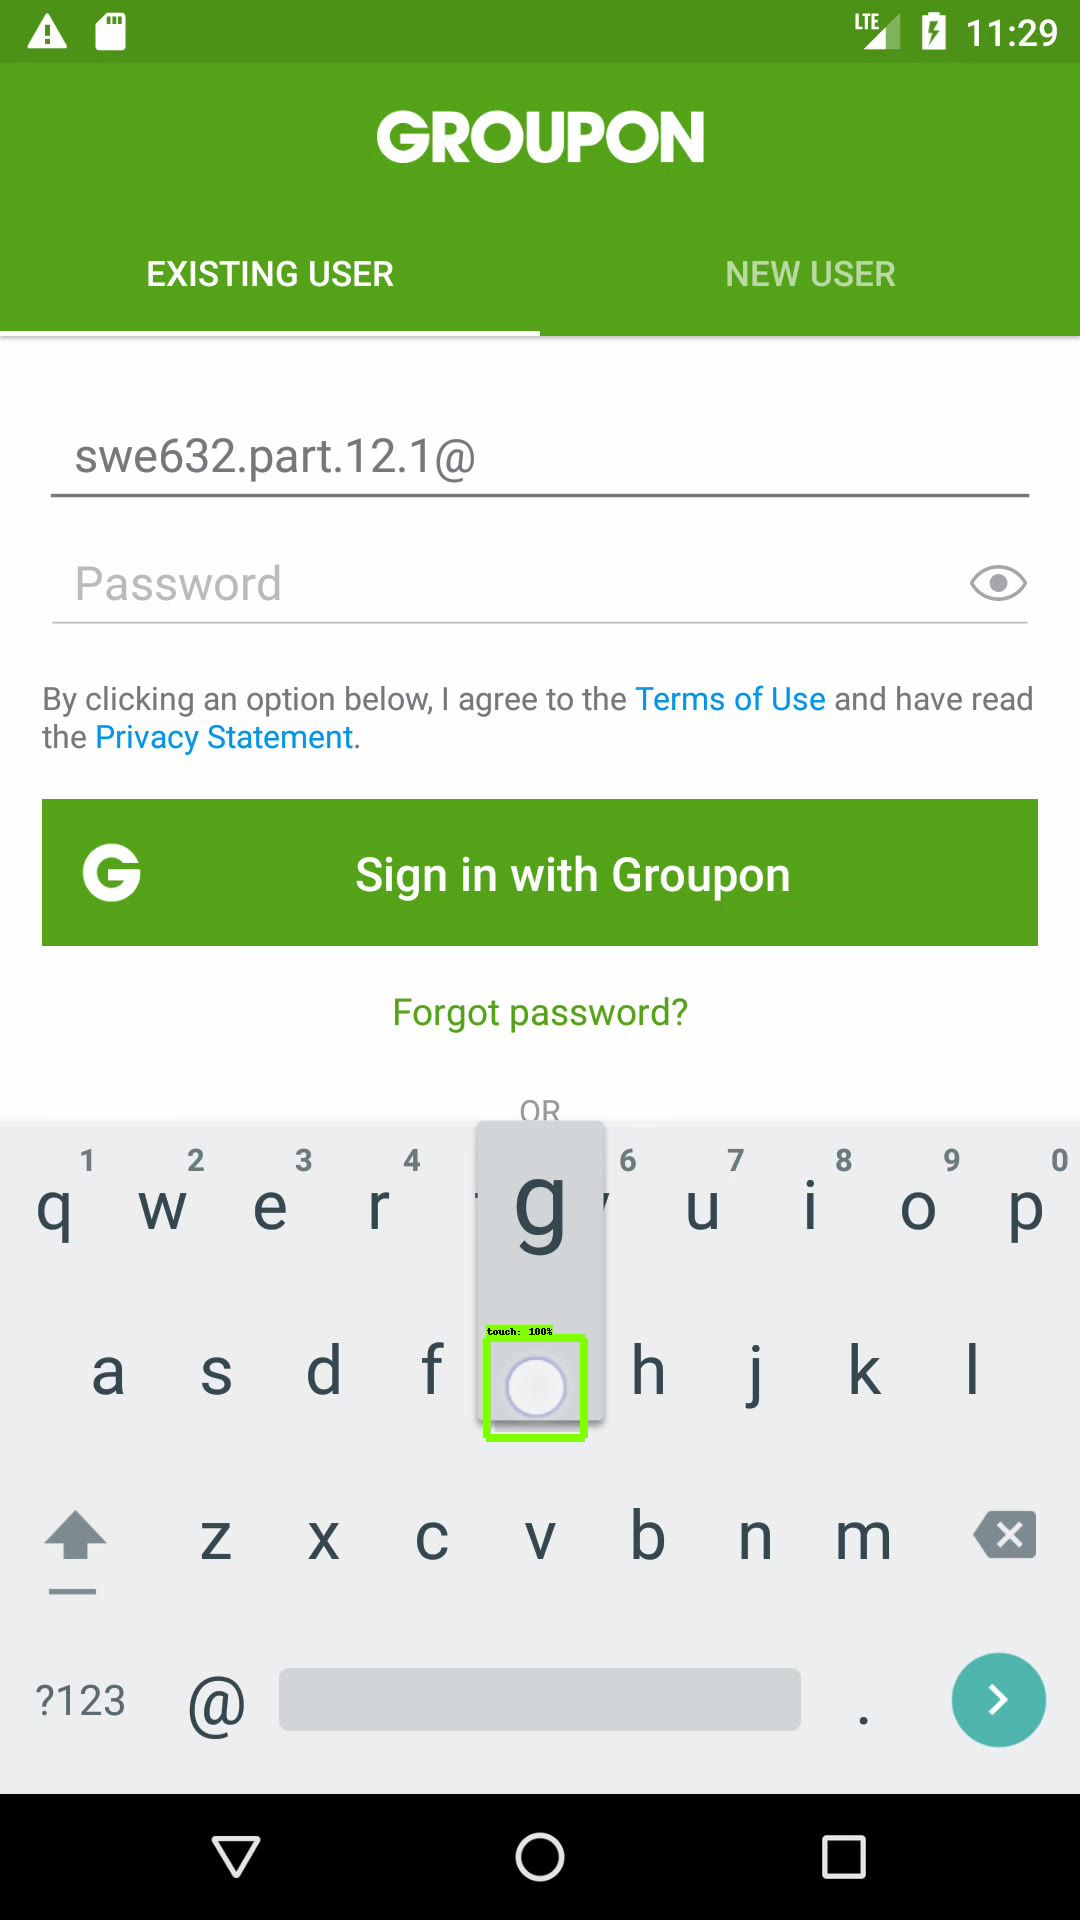 LTE 11:29
GROUPON
EXISTING USER NEW USER
swe632.part.12.1@
Password
By clicking an option below, I agree to the Terms of Use and have read
the Privacy Statement.
G Sign in with Groupon
Forgot password?
OR
1 2 3 4 6 7 8 9 0
q w e r g u i o p
touch: 100%
a s d f h j k l
z x c v b n m
?123 @ .